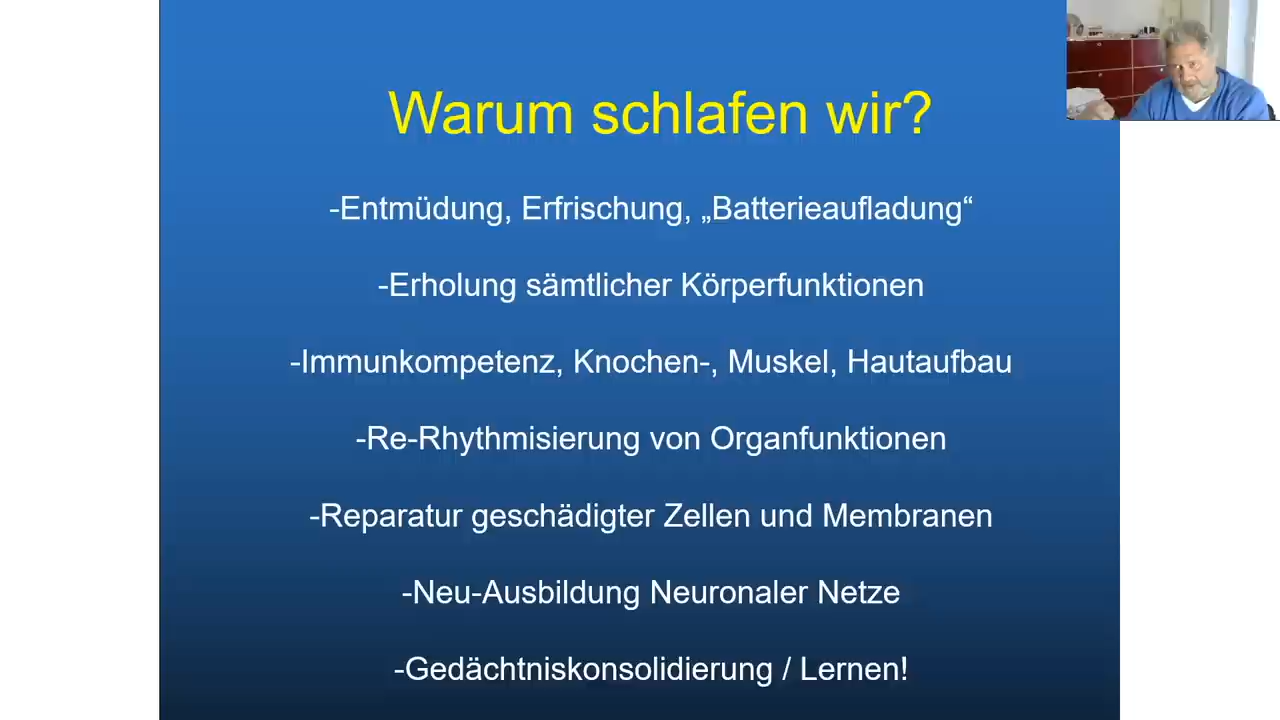 Warum schlafen wir?
-Entmüdung, Erfrischung, „Batterieaufladung“
-Erholung sämtlicher Körperfunktionen
-Immunkompetenz, Knochen-, Muskel, Hautaufbau
-Re-Rhythmisierung von Organfunktionen
-Reparatur geschädigter Zellen und Membranen
-Neu-Ausbildung Neuronaler Netze
-Gedächtniskonsolidierung / Lernen!